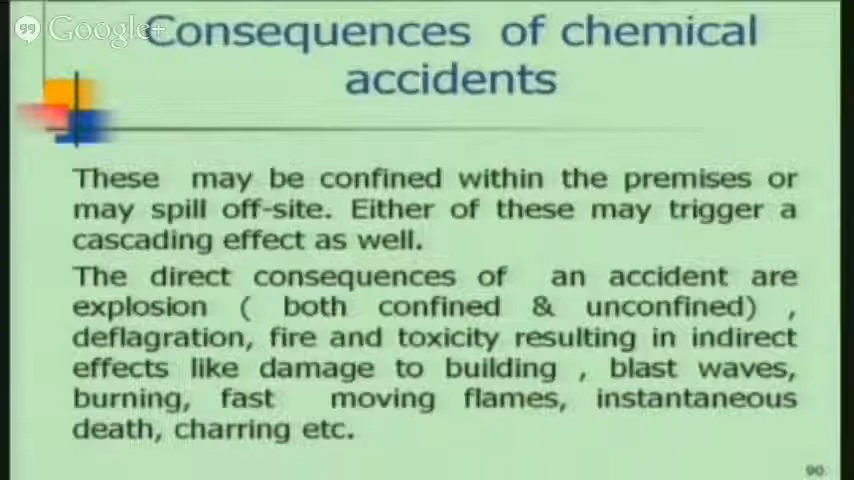 Google+
Consequences of chemical
accidents
These may be confined within the premises or
may spill off-site. Either of these may trigger a
cascading effect as well.
The direct consequences of an accident are
explosion ( both confined & unconfined) ,
deflagration, fire and toxicity resulting in indirect
effects like damage to building , blast waves,
burning, fast moving flames, instantaneous
death, charring etc.
90